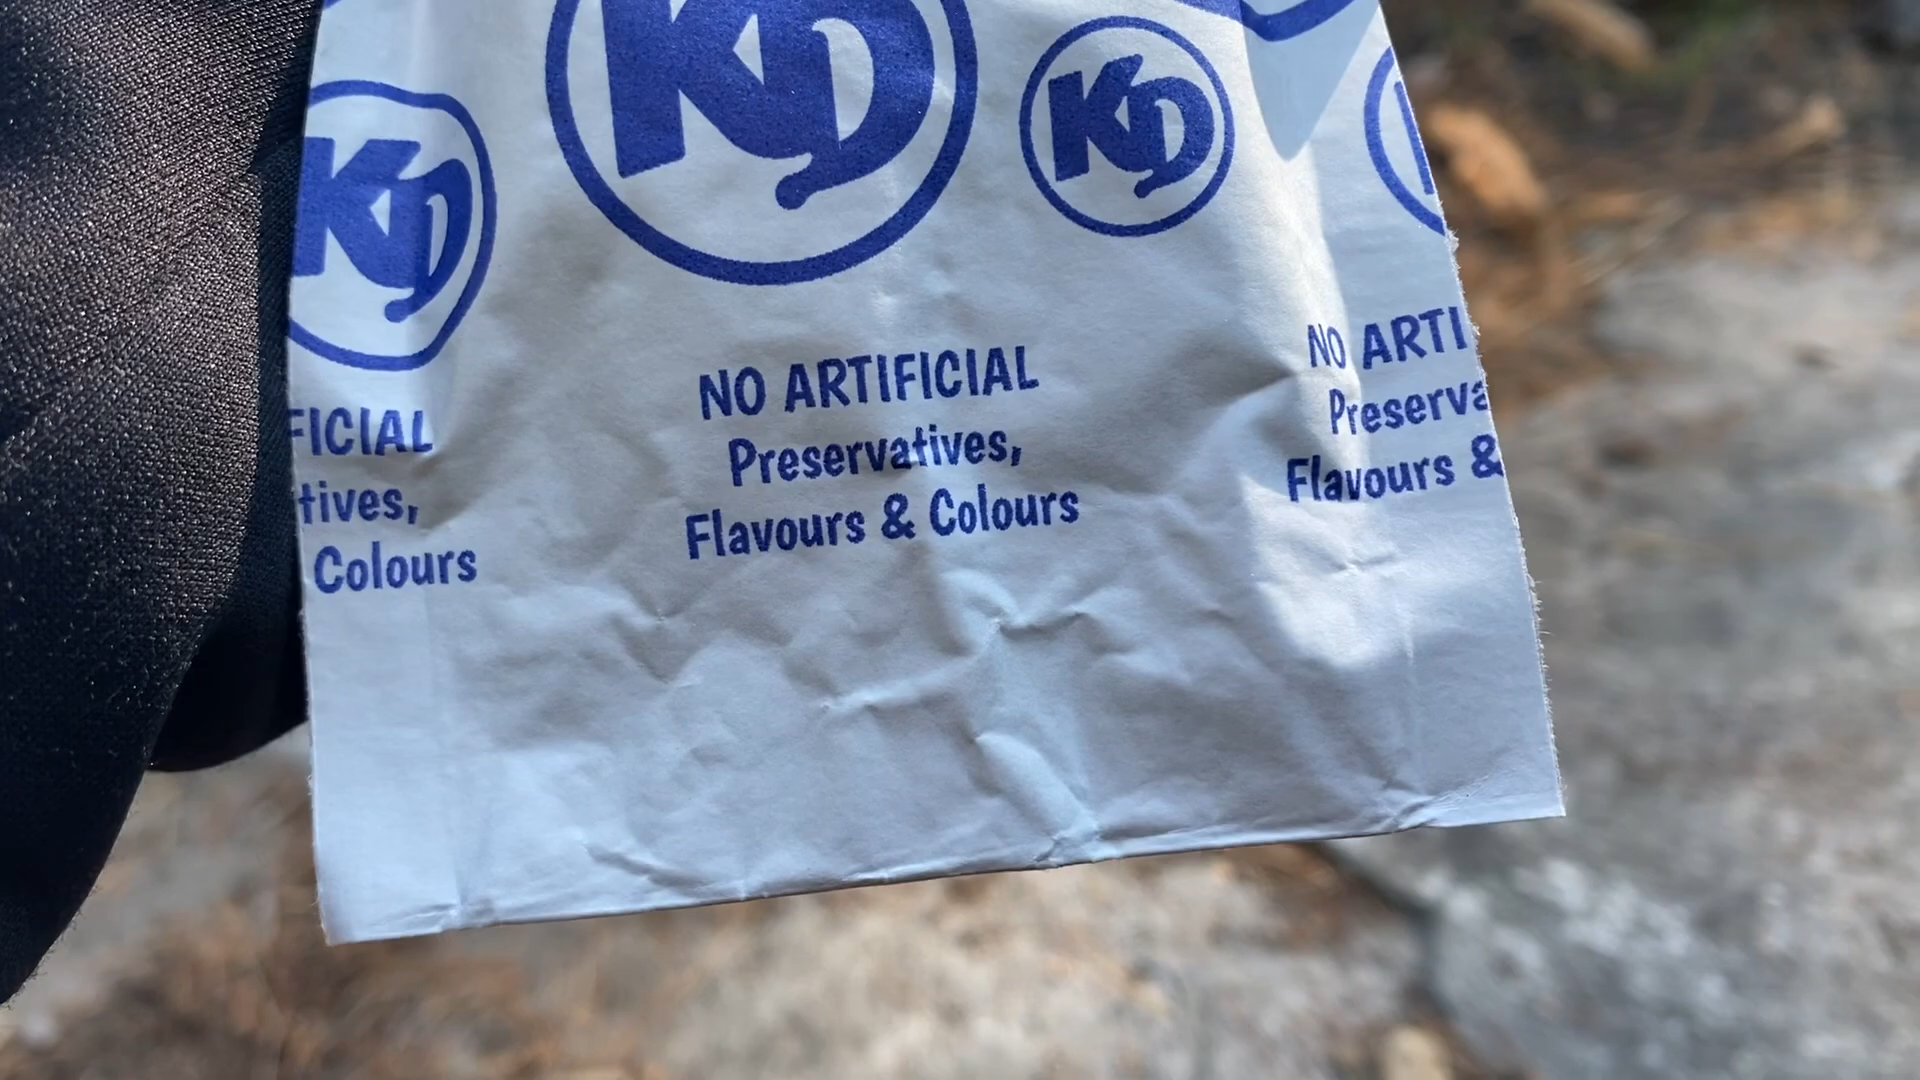 KD
KD
KD
NO ARTIFICIAL
Preservatives,
Flavours & Colours
FICIAL
tives,
Colours
NO ARTI
Preserva
Flavours &